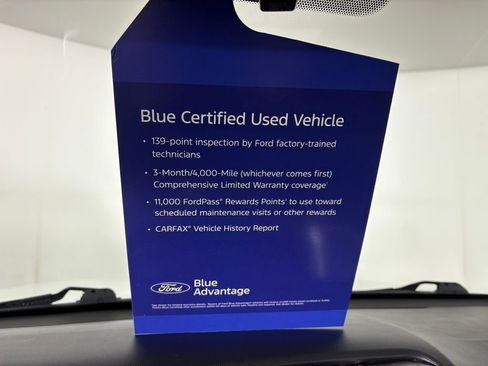 Blue Certified Used Vehicle
• 139-point inspection by Ford factory-trained
technicians
• 3-Month/4,000-Mile (whichever comes first)
Comprehensive Limited Warranty coverage¹
• 11,000 FordPass® Rewards Points² to use toward
scheduled maintenance visits or other rewards
• CARFAX® Vehicle History Report
Ford
Blue
Advantage